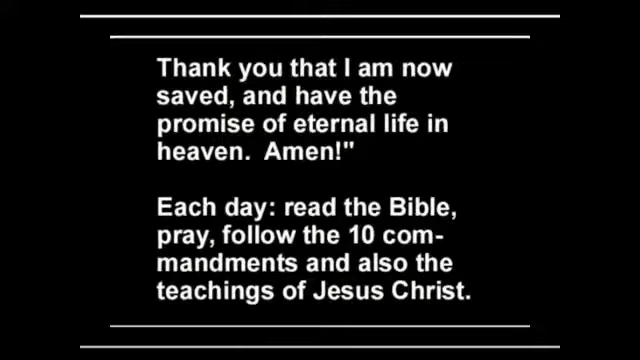 Thank you that I am now
saved, and have the
promise of eternal life in
heaven.  Amen!"
Each day: read the Bible,
pray, follow the 10 com-
mandments and also the
teachings of Jesus Christ.